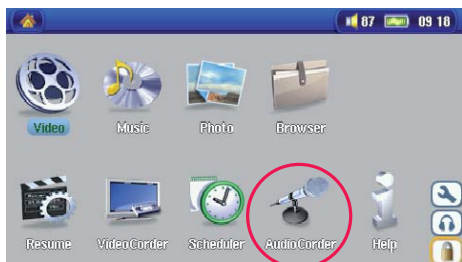 87 09 18
Video Music Photo Browser
Resume VideoCorder Scheduler AudioCorder Help